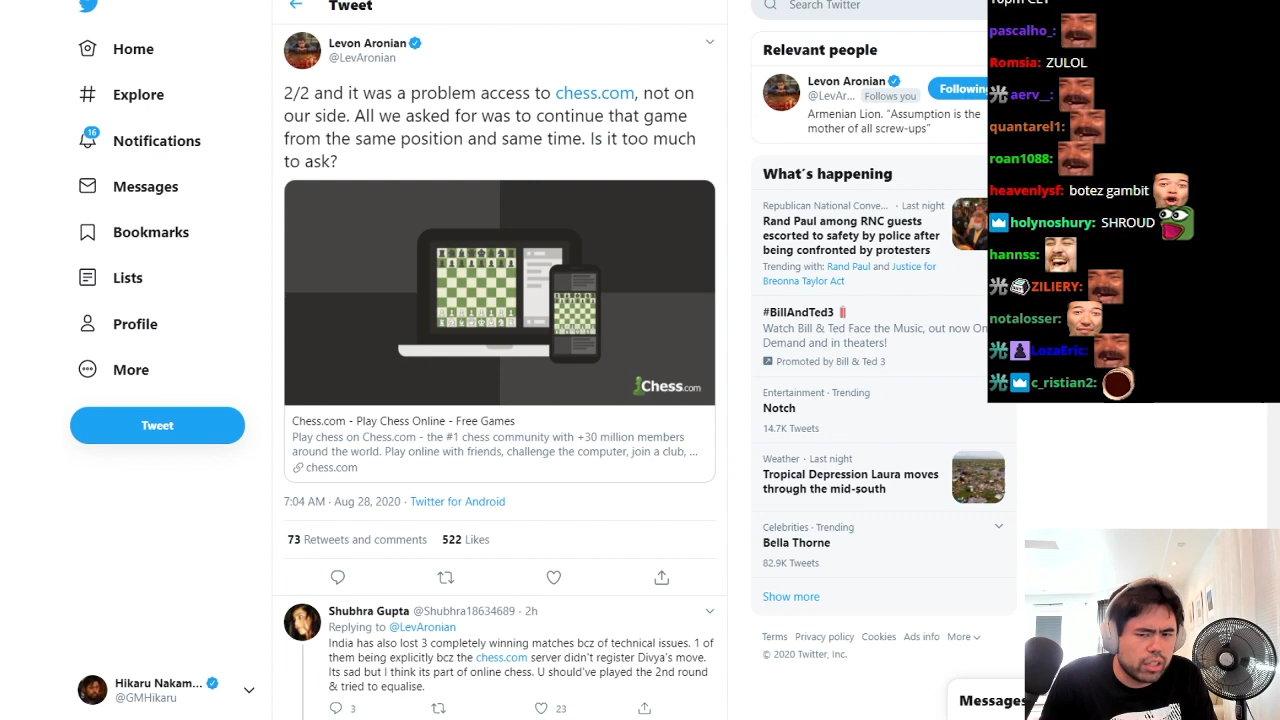 Tweet
Search Twitter
Home
Explore
16
Notifications
Messages
Bookmarks
Lists
Profile
More
Tweet
Hikaru Nakam...
@GMHikaru
Levon Aronian
@LevAronian
2/2 and it was a problem access to chess.com, not on
our side. All we asked for was to continue that game
from the same position and same time. Is it too much
to ask?
Chess.com
Chess.com - Play Chess Online - Free Games
Play chess on Chess.com - the #1 chess community with +30 million members
around the world. Play online with friends, challenge the computer, join a club, ...
chess.com
7:04 AM · Aug 28, 2020 · Twitter for Android
73 Retweets and comments 522 Likes
Shubhra Gupta @Shubhra18634689 · 2h
Replying to @LevAronian
India has also lost 3 completely winning matches bcz of technical issues. 1 of
them being explicitly bcz the chess.com server didn't register Divya's move.
Its sad but I think its part of online chess. U should've played the 2nd round
& tried to equalise.
3 23
Relevant people
Levon Aronian
@LevAr... Follows you
Following
Armenian Lion. “Assumption is the
mother of all screw-ups”
What's happening
Republican National Conve... · Last night
Rand Paul among RNC guests
escorted to safety by police after
being confronted by protesters
Trending with: Rand Paul and Justice for
Breonna Taylor Act
#BillAndTed3
Watch Bill & Ted Face the Music, out now On
Demand and in theaters!
Promoted by Bill & Ted 3
Entertainment · Trending
Notch
14.7K Tweets
Weather · Last night
Tropical Depression Laura moves
through the mid-south
Celebrities · Trending
Bella Thorne
82.9K Tweets
Show more
Terms Privacy policy Cookies Ads info More
© 2020 Twitter, Inc.
Messages
pascalho_:
Romsia: ZULOL
光 aerv__:
quantarel1:
roan1088:
heavenlysf: botez gambit
holynoshury: SHROUD
hannss:
光 ZILIERY:
notalosser:
光 LozaEric:
光 c_ristian2: